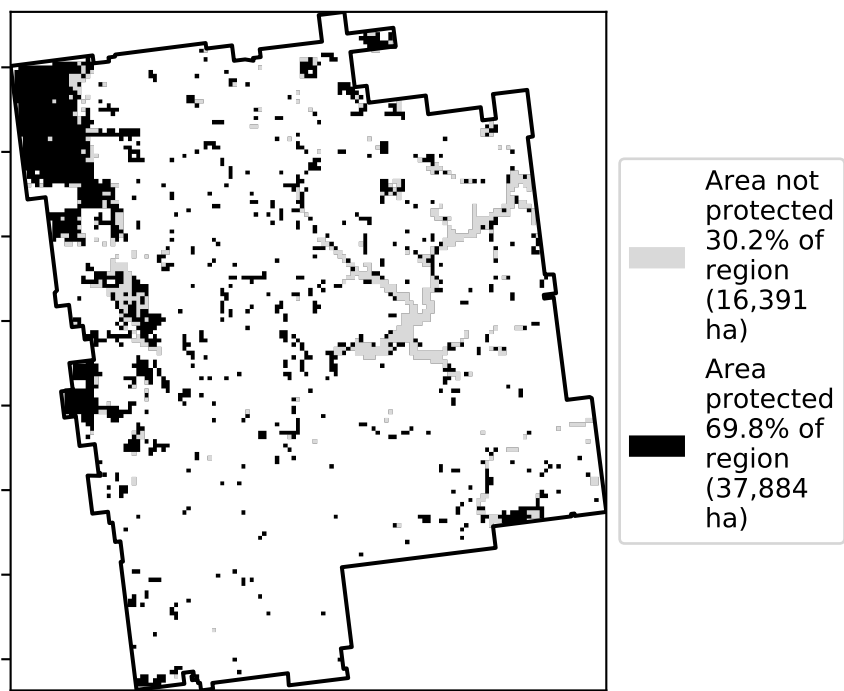 Area not
protected
30.2% of
region
(16,391
ha)
Area
protected
69.8% of
region
(37,884
ha)